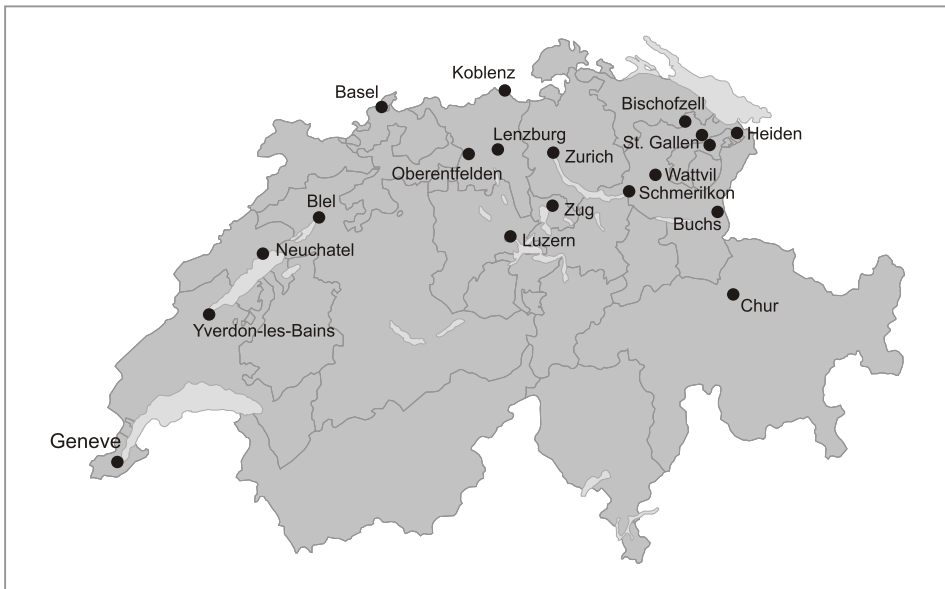 Koblenz
Basel
Bischofzell
Lenzburg
Heiden
St. Gallen
Zurich
Oberentfelden
Wattvil
Schmerilkon
Blel
Zug
Buchs
Luzern
Neuchatel
Chur
Yverdon-les-Bains
Geneve